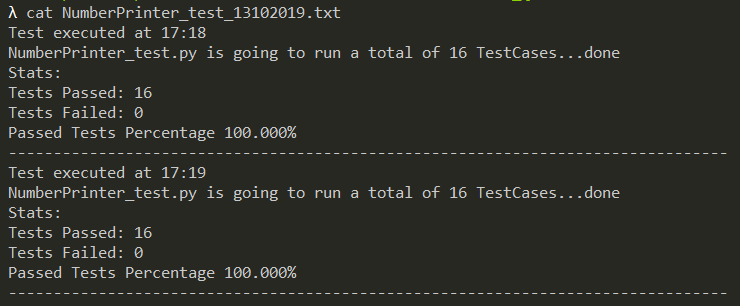 λ cat NumberPrinter_test_13102019.txt
Test executed at 17:18
NumberPrinter_test.py is going to run a total of 16 TestCases...done
Stats:
Tests Passed: 16
Tests Failed: 0
Passed Tests Percentage 100.000%
--------------------------------------------------------------------------------
Test executed at 17:19
NumberPrinter_test.py is going to run a total of 16 TestCases...done
Stats:
Tests Passed: 16
Tests Failed: 0
Passed Tests Percentage 100.000%
--------------------------------------------------------------------------------